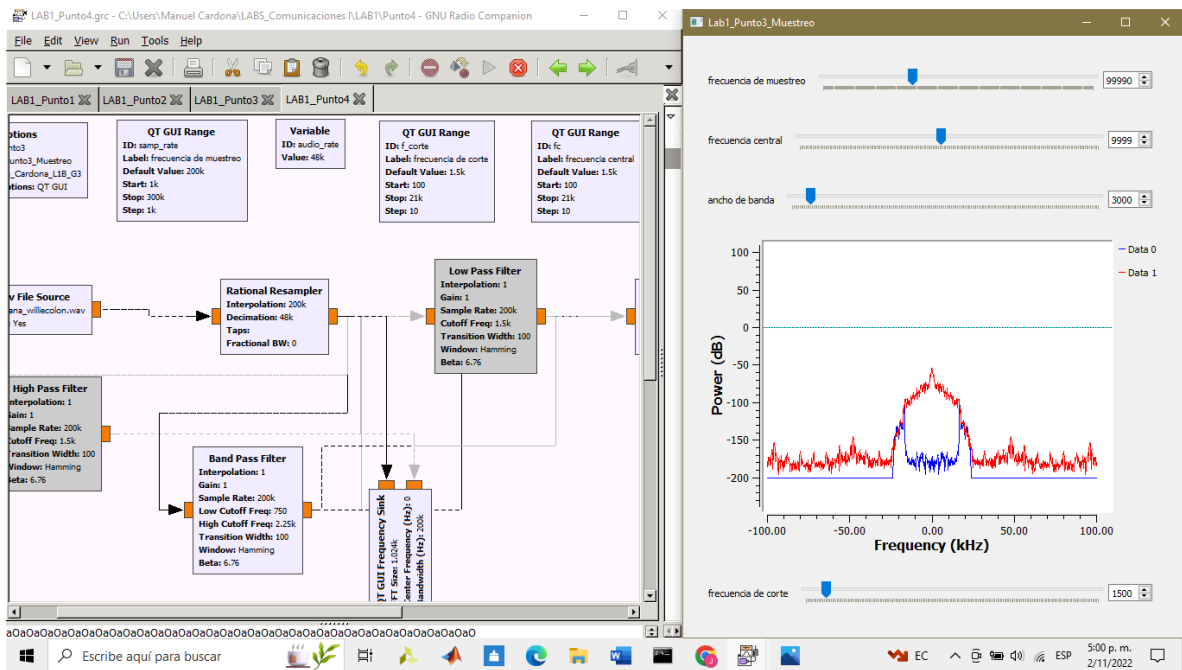 LAB1_Punto4.grc - C:\Users\Manuel Cardona\LABS_Comunicaciones I\LAB1\Punto4 - GNU Radio Companion
File Edit View Run Tools Help
LAB1_Punto1 LAB1_Punto2 LAB1_Punto3 LAB1_Punto4
ptions
nto3
unto3_Muestreo
_Cardona_L1B_G3
tions: QT GUI
QT GUI Range
ID: samp_rate
Label: frecuencia de muestreo
Default Value: 200k
Start: 1k
Stop: 300k
Step: 1k
Variable
ID: audio_rate
Value: 48k
QT GUI Range
ID: f_corte
Label: frecuencia de corte
Default Value: 1.5k
Start: 100
Stop: 21k
Step: 10
QT GUI Range
ID: fc
Label: frecuencia central
Default Value: 1.5k
Start: 100
Stop: 21k
Step: 10
v File Source
ana_williecolon.wav
: Yes
Rational Resampler
Interpolation: 200k
Decimation: 48k
Taps:
Fractional BW: 0
Low Pass Filter
Interpolation: 1
Gain: 1
Sample Rate: 200k
Cutoff Freq: 1.5k
Transition Width: 100
Window: Hamming
Beta: 6.76
High Pass Filter
nterpolation: 1
Gain: 1
Sample Rate: 200k
Cutoff Freq: 1.5k
Transition Width: 100
Window: Hamming
Beta: 6.76
Band Pass Filter
Interpolation: 1
Gain: 1
Sample Rate: 200k
Low Cutoff Freq: 750
High Cutoff Freq: 2.25k
Transition Width: 100
Window: Hamming
Beta: 6.76
QT GUI Frequency Sink
FFT Size: 1.024k
Center Frequency (Hz): 0
Bandwidth (Hz): 200k
aOaOaOaOaOaOaOaOaOaOaOaOaOaOaOaOaOaOaOaOaOaOaOaOaOaOaOaOaOaOaOaOaO
Lab1_Punto3_Muestreo
frecuencia de muestreo 99990
frecuencia central 9999
ancho de banda 3000
Data 0
Data 1
100
50
0
-50
-100
-150
-200
Power (dB)
-100.00 -50.00 0.00 50.00 100.00
Frequency (kHz)
frecuencia de corte 1500
Escribe aquí para buscar
EC
ESP
5:00 p. m.
2/11/2022